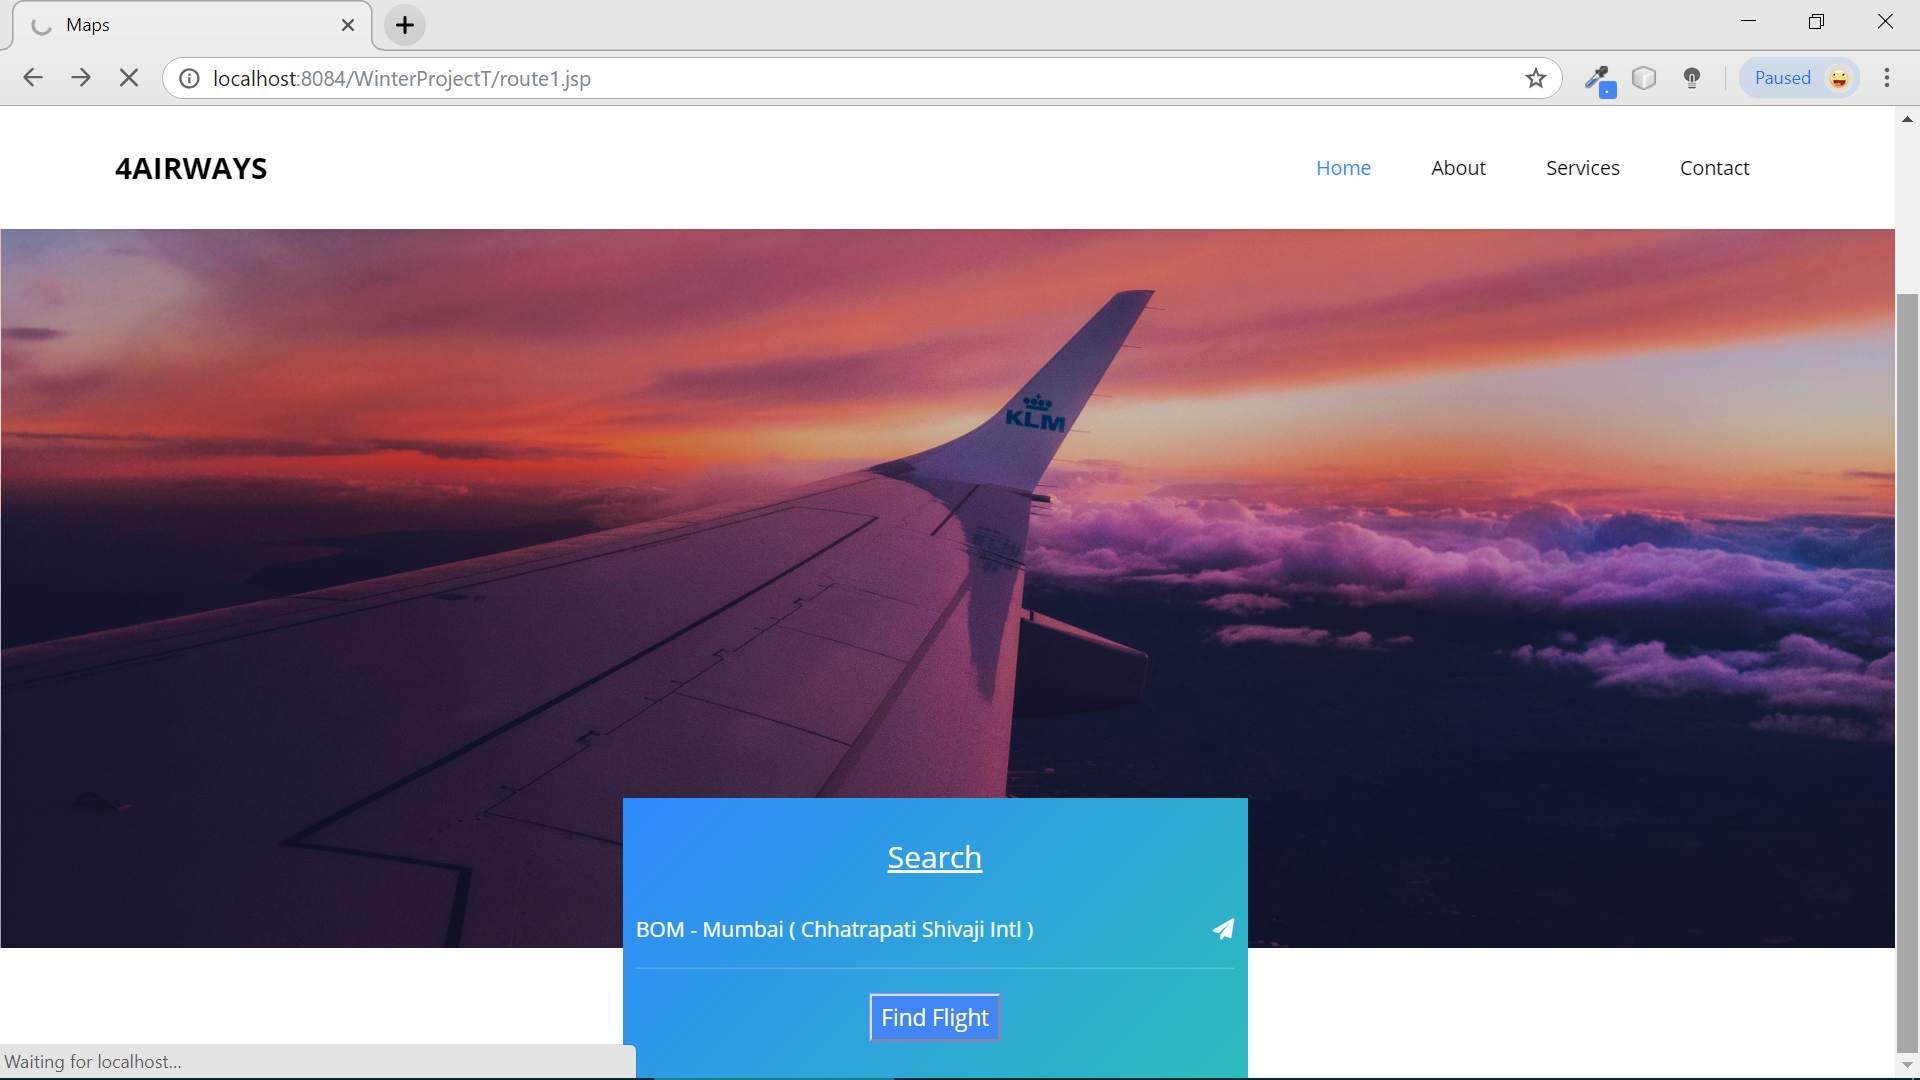 Maps
localhost:8084/WinterProjectT/route1.jsp
Paused
4AIRWAYS
Home About Services Contact
KLM
Search
BOM - Mumbai ( Chhatrapati Shivaji Intl )
Find Flight
Waiting for localhost...